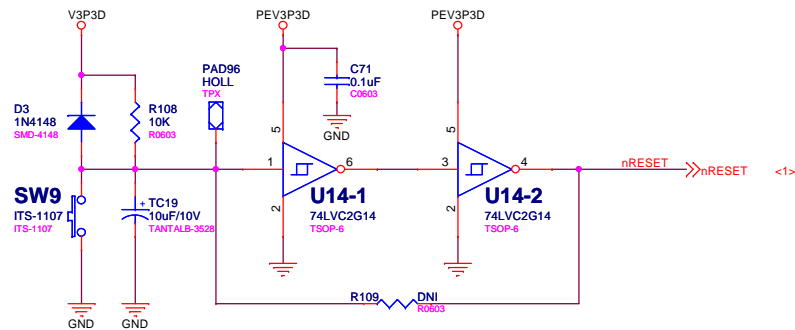 V3P3D
PEV3P3D
PEV3P3D
PAD96
HOLL
TPX
C71
0.1uF
C0603
GND
D3
1N4148
SMD-4148
R108
10K
R0603
5
5
1
6
3
4
2
2
nRESET
nRESET
<1>
SW9
ITS-1107
ITS-1107
+
TC19
10uF/10V
TANTALB-3528
U14-1
74LVC2G14
TSOP-6
U14-2
74LVC2G14
TSOP-6
R109
DNI
R0603
GND
GND